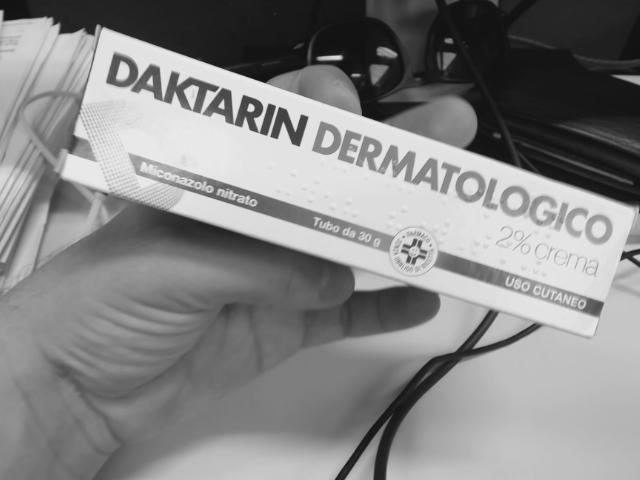 DAKTARIN DERMATOLOGICO
2% crema
Miconazolo nitrato
Tubo da 30 g
USO CUTANEO